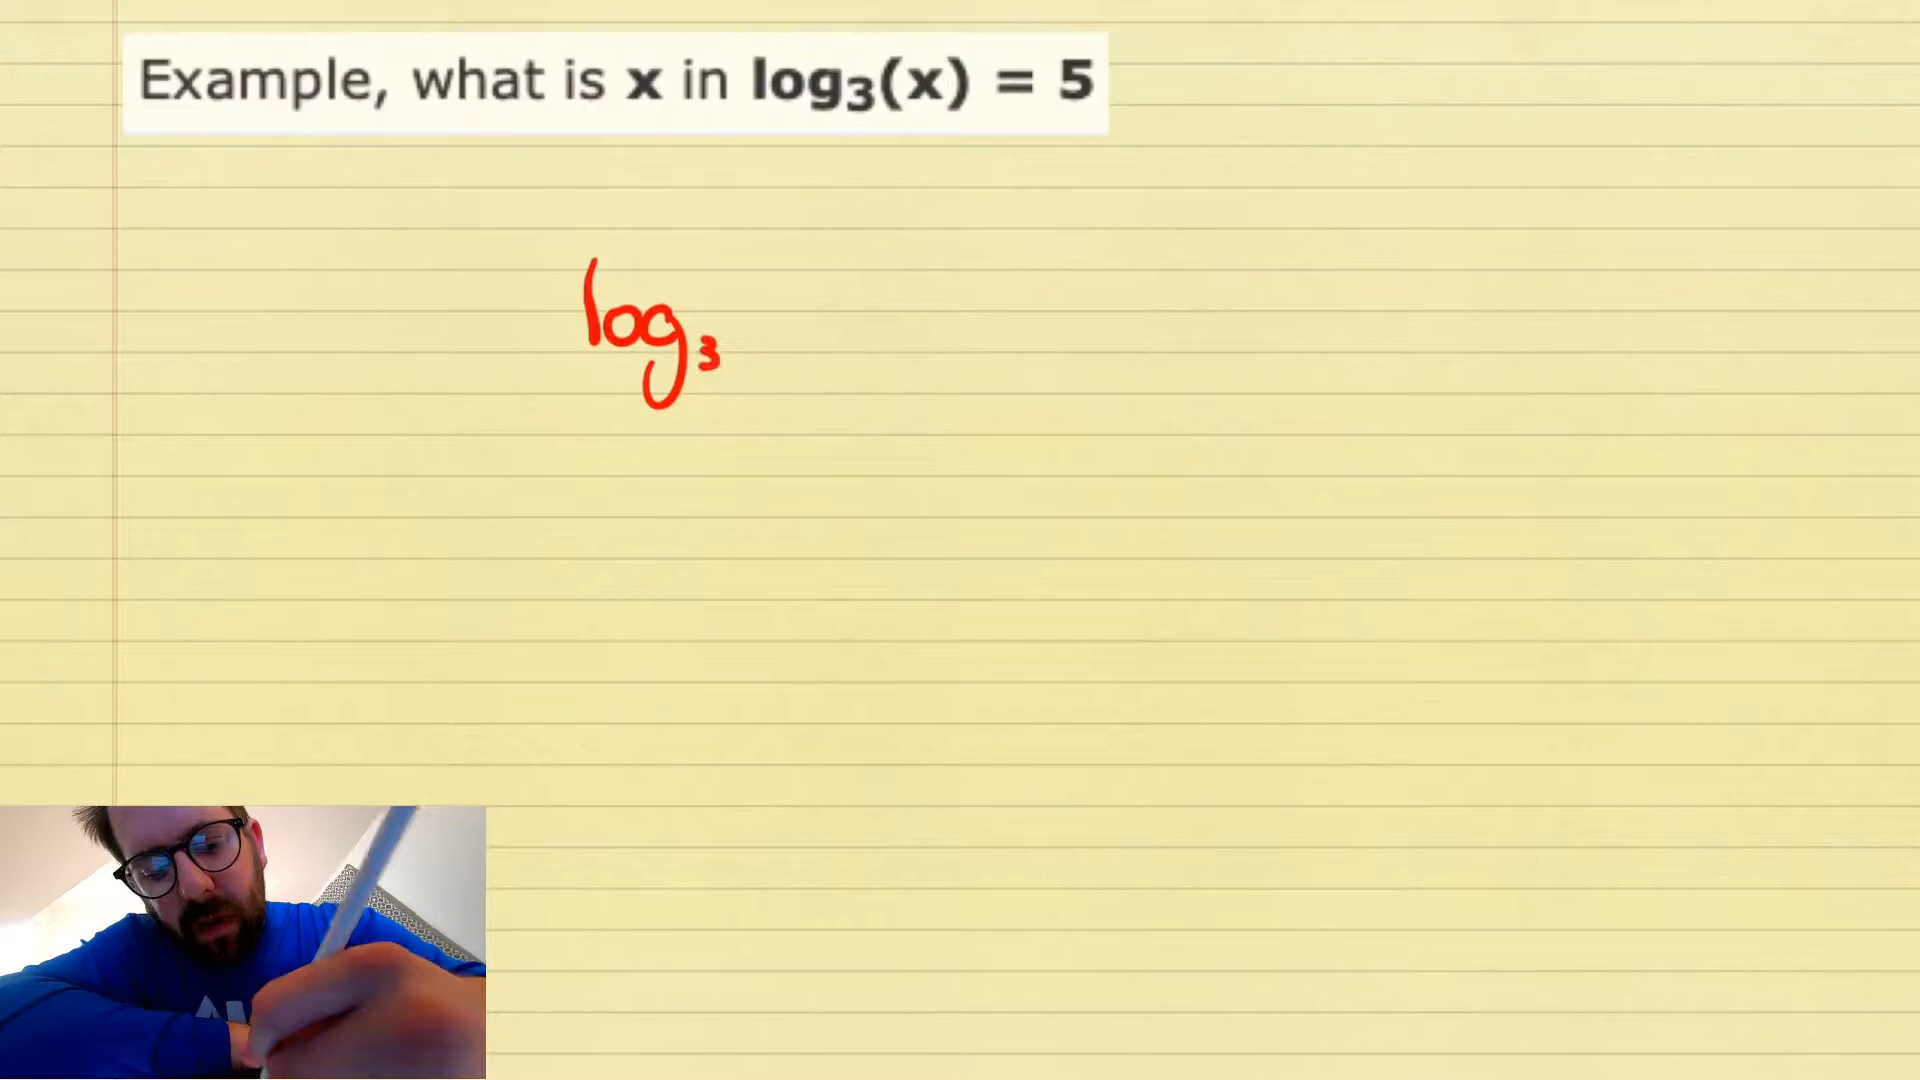 Example, what is x in log₃(x) = 5
log₃